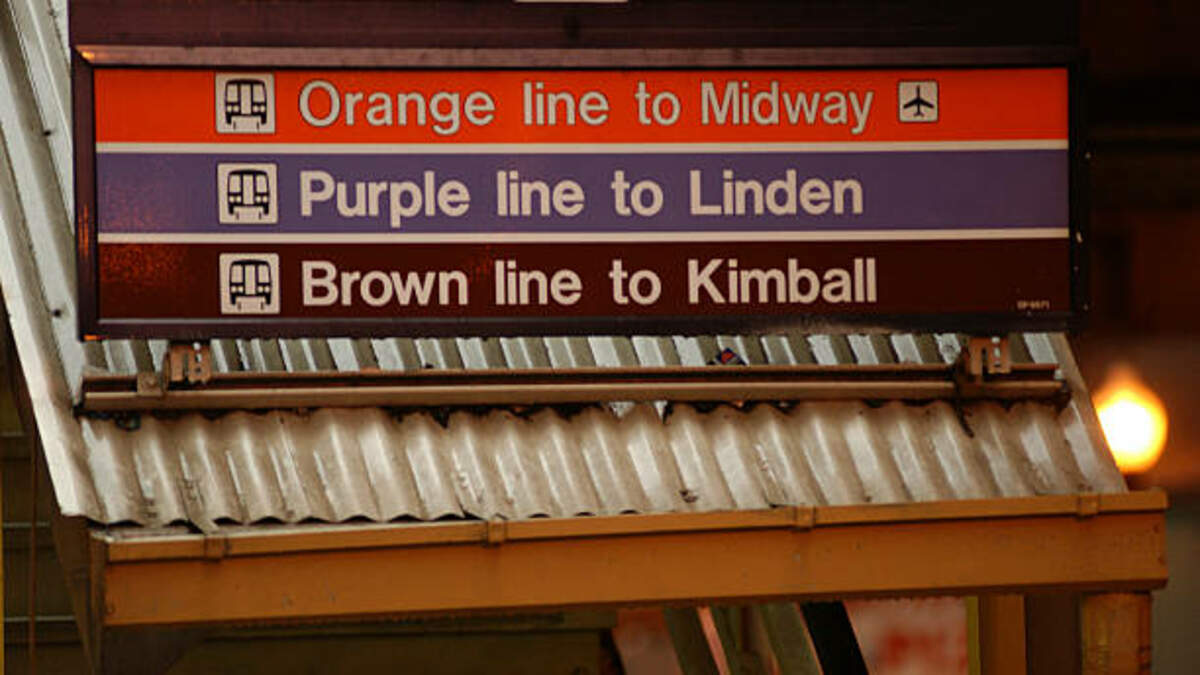 Orange line to Midway
Purple line to Linden
Brown line to Kimball